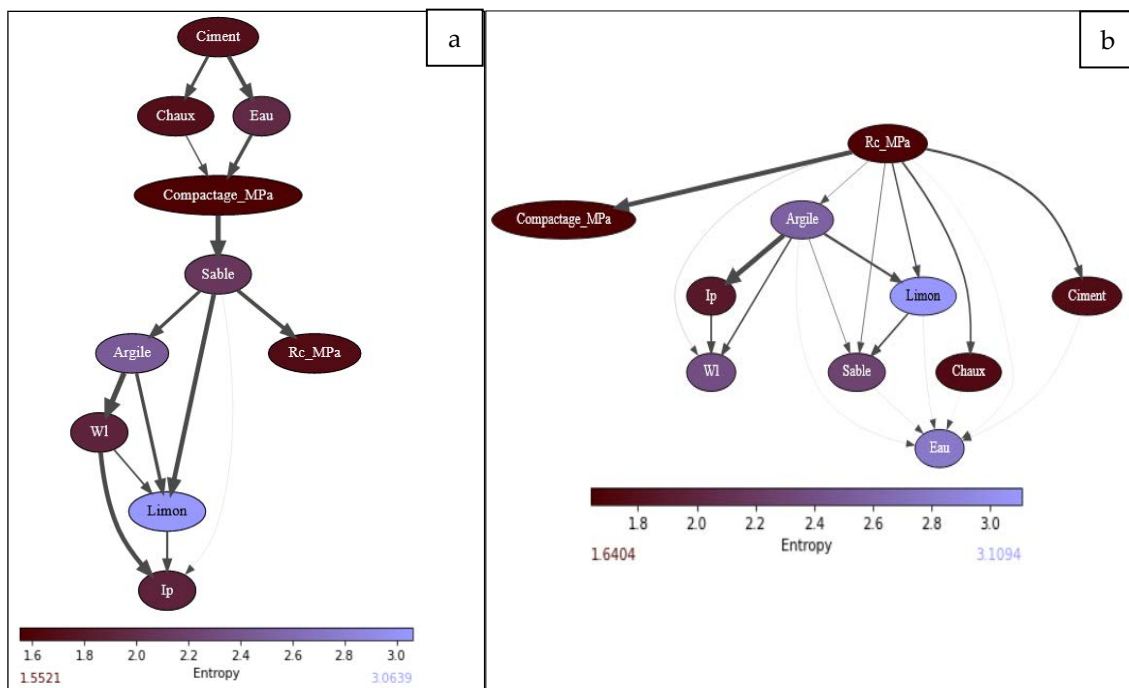 a
Ciment
Chaux
Eau
Compactage_MPa
Sable
Argile
Rc_MPa
Wl
Limon
Ip
1.6 1.8 2.0 2.2 2.4 2.6 2.8 3.0
1.5521 Entropy 3.0639
b
Rc_MPa
Compactage_MPa
Argile
Ip
Limon
Ciment
Wl
Sable
Chaux
Eau
1.8 2.0 2.2 2.4 2.6 2.8 3.0
Entropy
1.6404 3.1094